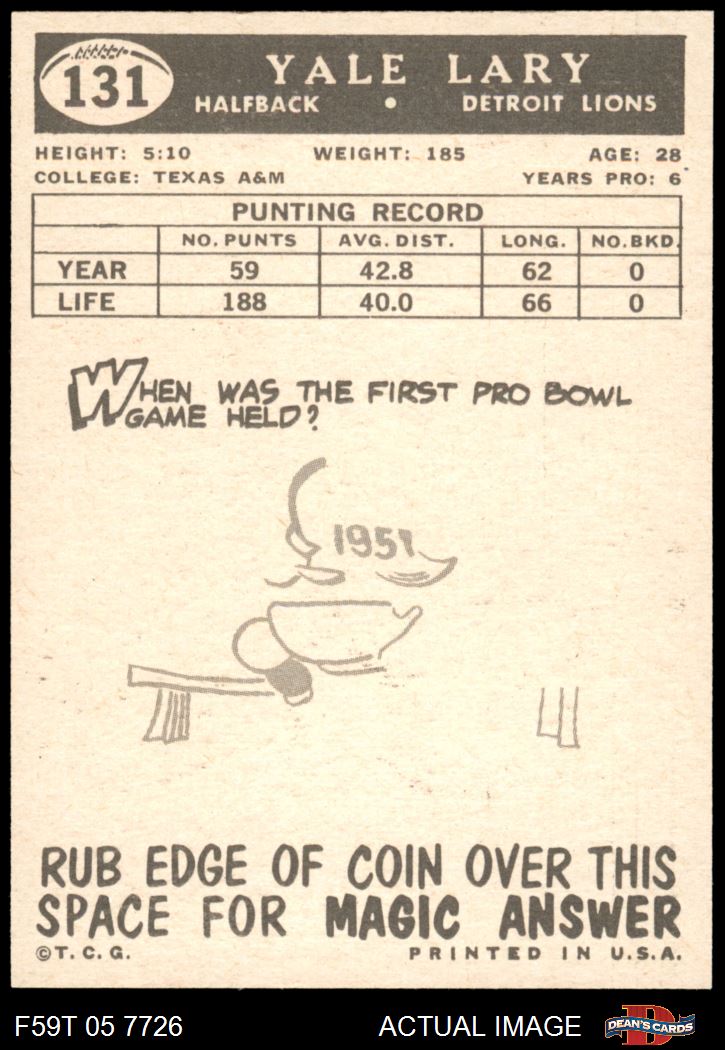 131
YALE LARY
HALFBACK • DETROIT LIONS
HEIGHT: 5:10 WEIGHT: 185 AGE: 28
COLLEGE: TEXAS A&M YEARS PRO: 6
PUNTING RECORD
NO. PUNTS AVG. DIST. LONG. NO. BKD.
YEAR 59 42.8 62 0
LIFE 188 40.0 66 0
WHEN WAS THE FIRST PRO BOWL
GAME HELD?
1951
RUB EDGE OF COIN OVER THIS
SPACE FOR MAGIC ANSWER
©T. C. G. PRINTED IN U.S.A.
F59T 05 7726 ACTUAL IMAGE DEAN'S CARDS